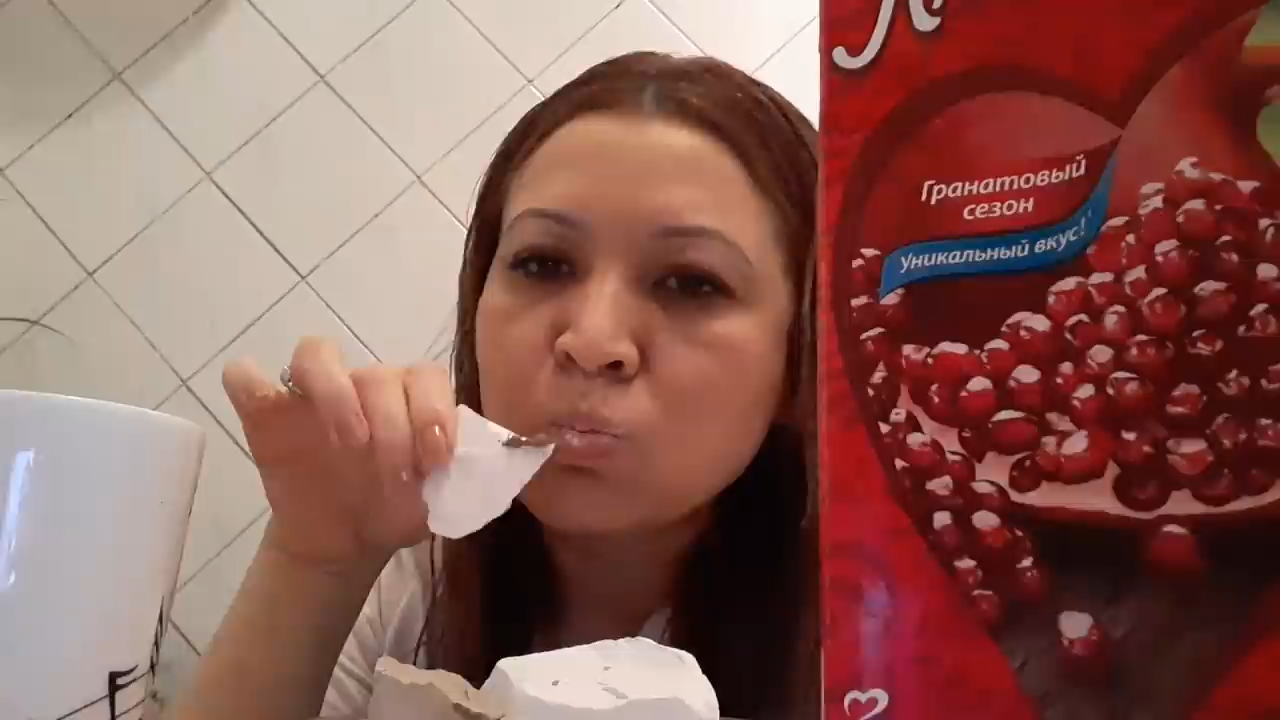 Гранатовый
сезон
Уникальный вкус!